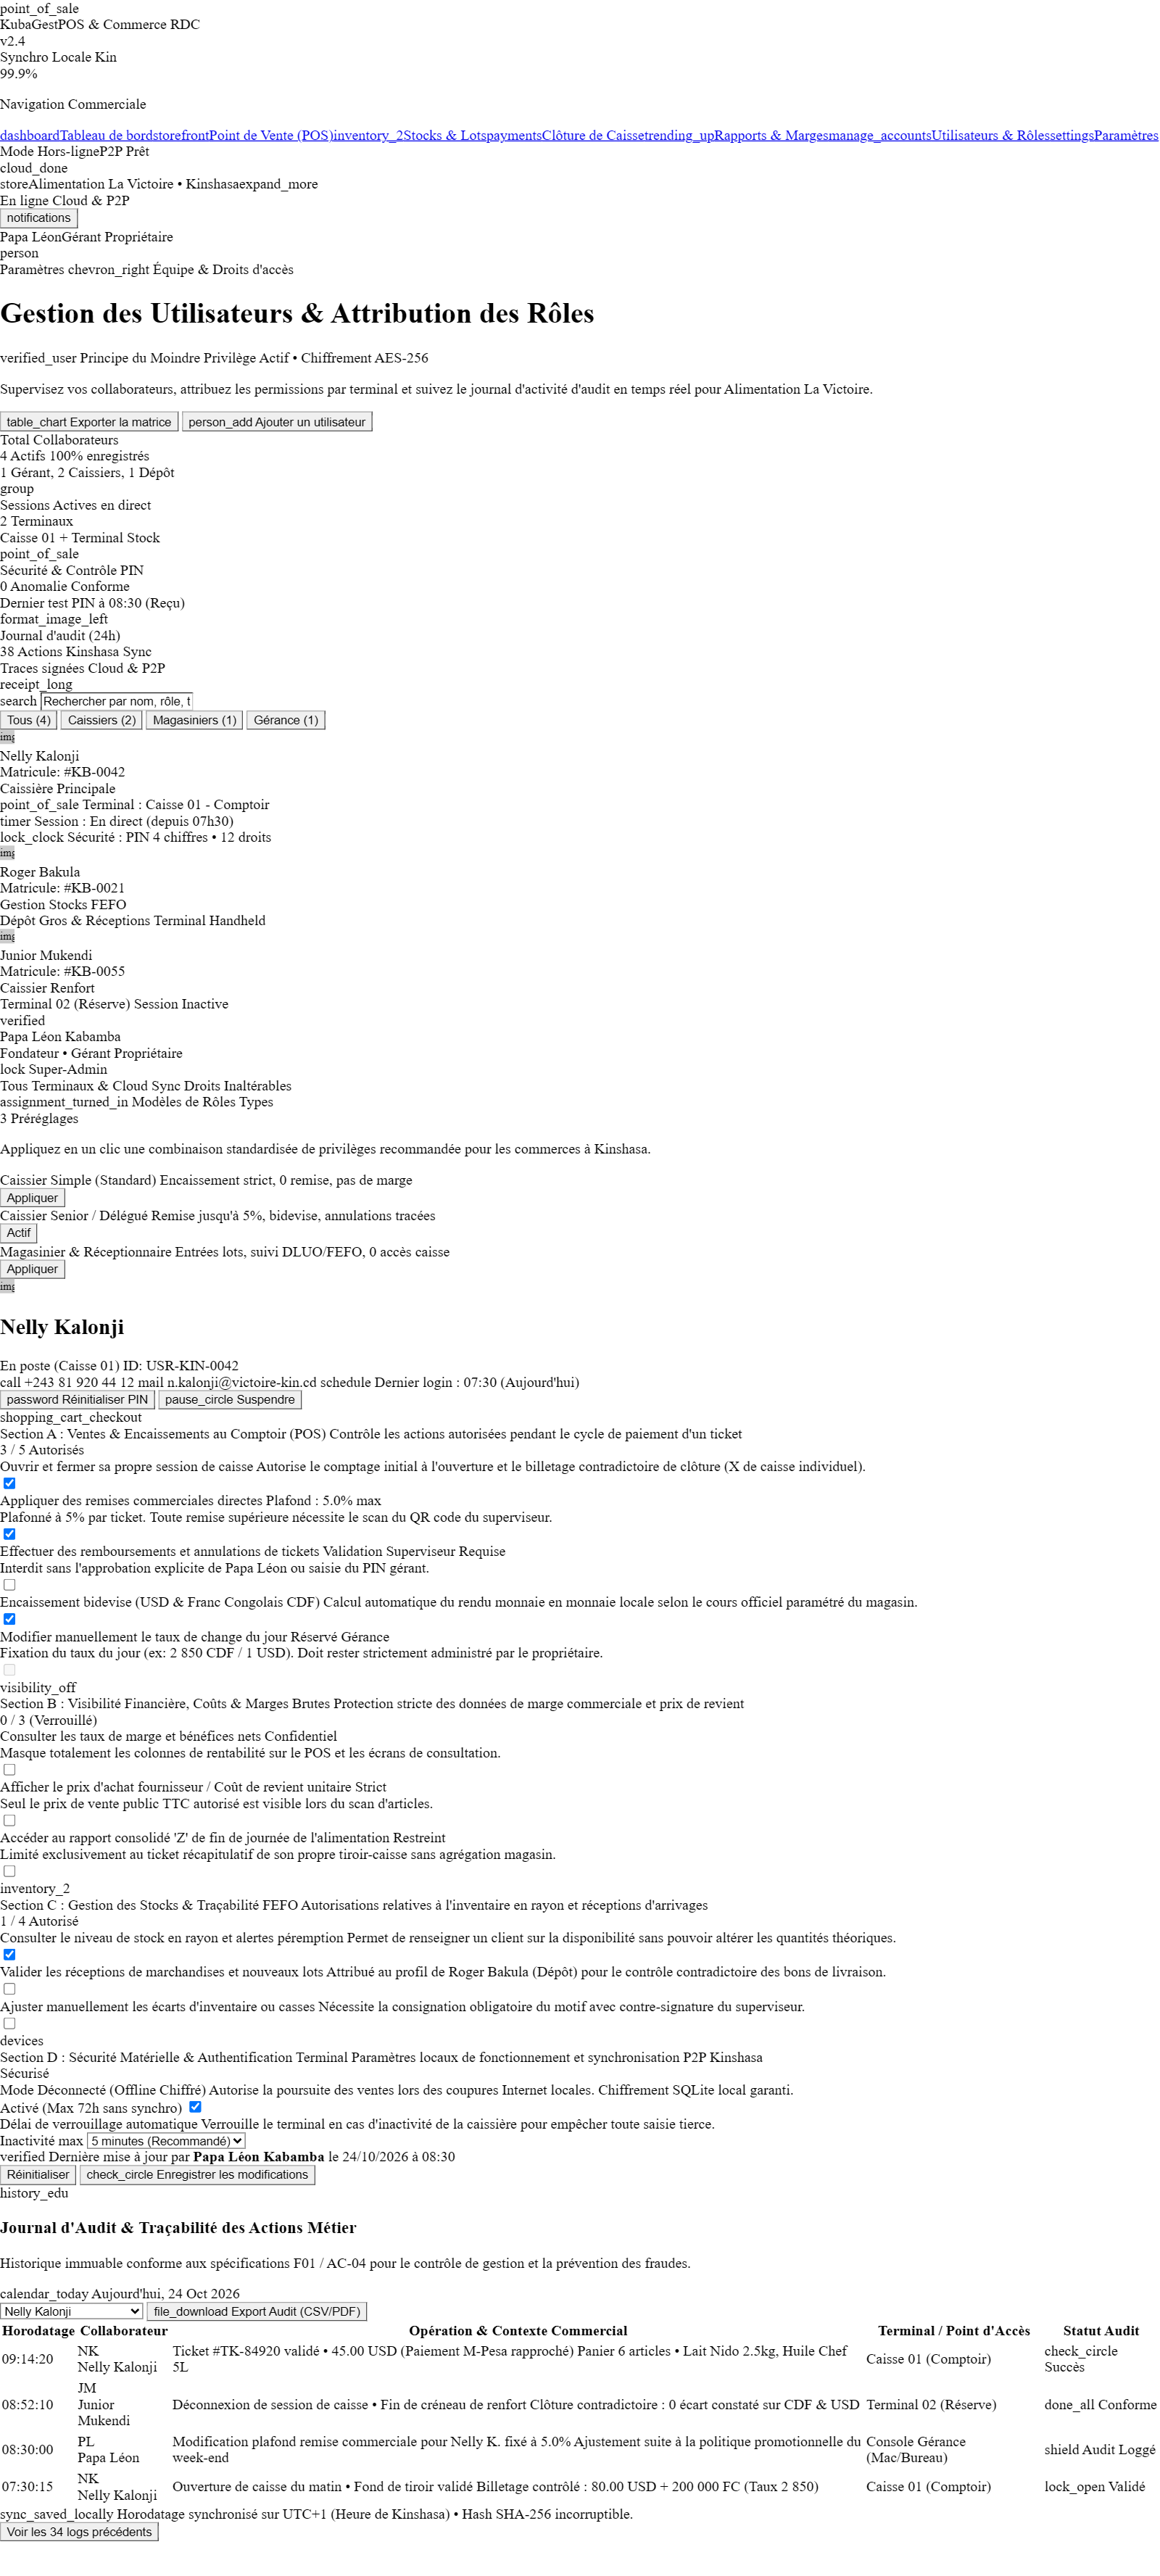 point_of_sale
KubaGestPOS & Commerce RDC
v2.4
Synchro Locale Kin
99.9%
Navigation Commerciale
dashboardTableau de bordstorefrontPoint de Vente (POS)inventory_2Stocks & LotspaymentsClôture de Caissetrending_upRapports & Margesmanage_accountsUtilisateurs & RôlessettingsParamètres
Mode Hors-ligneP2P Prêt
cloud_done
storeAlimentation La Victoire • Kinshasaexpand_more
En ligne Cloud & P2P
notifications
Papa LéonGérant Propriétaire
person
Paramètres chevron_right Équipe & Droits d'accès
Gestion des Utilisateurs & Attribution des Rôles
verified_user Principe du Moindre Privilège Actif • Chiffrement AES-256
Supervisez vos collaborateurs, attribuez les permissions par terminal et suivez le journal d'activité d'audit en temps réel pour Alimentation La Victoire.
table_chart Exporter la matrice person_add Ajouter un utilisateur
Total Collaborateurs
4 Actifs 100% enregistrés
1 Gérant, 2 Caissiers, 1 Dépôt
group
Sessions Actives en direct
2 Terminaux
Caisse 01 + Terminal Stock
point_of_sale
Sécurité & Contrôle PIN
0 Anomalie Conforme
Dernier test PIN à 08:30 (Reçu)
format_image_left
Journal d'audit (24h)
38 Actions Kinshasa Sync
Traces signées Cloud & P2P
receipt_long
search Rechercher par nom, rôle, t
Tous (4) Caissiers (2) Magasiniers (1) Gérance (1)
img
Nelly Kalonji
Matricule: #KB-0042
Caissière Principale
point_of_sale Terminal : Caisse 01 - Comptoir
timer Session : En direct (depuis 07h30)
lock_clock Sécurité : PIN 4 chiffres • 12 droits
img
Roger Bakula
Matricule: #KB-0021
Gestion Stocks FEFO
Dépôt Gros & Réceptions Terminal Handheld
img
Junior Mukendi
Matricule: #KB-0055
Caissier Renfort
Terminal 02 (Réserve) Session Inactive
verified
Papa Léon Kabamba
Fondateur • Gérant Propriétaire
lock Super-Admin
Tous Terminaux & Cloud Sync Droits Inaltérables
assignment_turned_in Modèles de Rôles Types
3 Préréglages
Appliquez en un clic une combinaison standardisée de privilèges recommandée pour les commerces à Kinshasa.
Caissier Simple (Standard) Encaissement strict, 0 remise, pas de marge
Appliquer
Caissier Senior / Délégué Remise jusqu'à 5%, bidevise, annulations tracées
Actif
Magasinier & Réceptionnaire Entrées lots, suivi DLUO/FEFO, 0 accès caisse
Appliquer
img
Nelly Kalonji
En poste (Caisse 01) ID: USR-KIN-0042
call +243 81 920 44 12 mail n.kalonji@victoire-kin.cd schedule Dernier login : 07:30 (Aujourd'hui)
password Réinitialiser PIN pause_circle Suspendre
shopping_cart_checkout
Section A : Ventes & Encaissements au Comptoir (POS) Contrôle les actions autorisées pendant le cycle de paiement d'un ticket
3 / 5 Autorisés
Ouvrir et fermer sa propre session de caisse Autorise le comptage initial à l'ouverture et le billetage contradictoire de clôture (X de caisse individuel).
Appliquer des remises commerciales directes Plafond : 5.0% max
Plafonné à 5% par ticket. Toute remise supérieure nécessite le scan du QR code du superviseur.
Effectuer des remboursements et annulations de tickets Validation Superviseur Requise
Interdit sans l'approbation explicite de Papa Léon ou saisie du PIN gérant.
Encaissement bidevise (USD & Franc Congolais CDF) Calcul automatique du rendu monnaie en monnaie locale selon le cours officiel paramétré du magasin.
Modifier manuellement le taux de change du jour Réservé Gérance
Fixation du taux du jour (ex: 2 850 CDF / 1 USD). Doit rester strictement administré par le propriétaire.
visibility_off
Section B : Visibilité Financière, Coûts & Marges Brutes Protection stricte des données de marge commerciale et prix de revient
0 / 3 (Verrouillé)
Consulter les taux de marge et bénéfices nets Confidentiel
Masque totalement les colonnes de rentabilité sur le POS et les écrans de consultation.
Afficher le prix d'achat fournisseur / Coût de revient unitaire Strict
Seul le prix de vente public TTC autorisé est visible lors du scan d'articles.
Accéder au rapport consolidé 'Z' de fin de journée de l'alimentation Restreint
Limité exclusivement au ticket récapitulatif de son propre tiroir-caisse sans agrégation magasin.
inventory_2
Section C : Gestion des Stocks & Traçabilité FEFO Autorisations relatives à l'inventaire en rayon et réceptions d'arrivages
1 / 4 Autorisé
Consulter le niveau de stock en rayon et alertes péremption Permet de renseigner un client sur la disponibilité sans pouvoir altérer les quantités théoriques.
Valider les réceptions de marchandises et nouveaux lots Attribué au profil de Roger Bakula (Dépôt) pour le contrôle contradictoire des bons de livraison.
Ajuster manuellement les écarts d'inventaire ou casses Nécessite la consignation obligatoire du motif avec contre-signature du superviseur.
devices
Section D : Sécurité Matérielle & Authentification Terminal Paramètres locaux de fonctionnement et synchronisation P2P Kinshasa
Sécurisé
Mode Déconnecté (Offline Chiffré) Autorise la poursuite des ventes lors des coupures Internet locales. Chiffrement SQLite local garanti.
Activé (Max 72h sans synchro)
Délai de verrouillage automatique Verrouille le terminal en cas d'inactivité de la caissière pour empêcher toute saisie tierce.
Inactivité max 5 minutes (Recommandé)
verified Dernière mise à jour par Papa Léon Kabamba le 24/10/2026 à 08:30
Réinitialiser check_circle Enregistrer les modifications
history_edu
Journal d'Audit & Traçabilité des Actions Métier
Historique immuable conforme aux spécifications F01 / AC-04 pour le contrôle de gestion et la prévention des fraudes.
calendar_today Aujourd'hui, 24 Oct 2026
Nelly Kalonji file_download Export Audit (CSV/PDF)
Horodatage Collaborateur Opération & Contexte Commercial Terminal / Point d'Accès Statut Audit
09:14:20 NK Nelly Kalonji Ticket #TK-84920 validé • 45.00 USD (Paiement M-Pesa rapproché) Panier 6 articles • Lait Nido 2.5kg, Huile Chef 5L Caisse 01 (Comptoir) check_circle Succès
08:52:10 JM Junior Mukendi Déconnexion de session de caisse • Fin de créneau de renfort Clôture contradictoire : 0 écart constaté sur CDF & USD Terminal 02 (Réserve) done_all Conforme
08:30:00 PL Papa Léon Modification plafond remise commerciale pour Nelly K. fixé à 5.0% Ajustement suite à la politique promotionnelle du week-end Console Gérance (Mac/Bureau) shield Audit Loggé
07:30:15 NK Nelly Kalonji Ouverture de caisse du matin • Fond de tiroir validé Billetage contrôlé : 80.00 USD + 200 000 FC (Taux 2 850) Caisse 01 (Comptoir) lock_open Validé
sync_saved_locally Horodatage synchronisé sur UTC+1 (Heure de Kinshasa) • Hash SHA-256 incorruptible.
Voir les 34 logs précédents